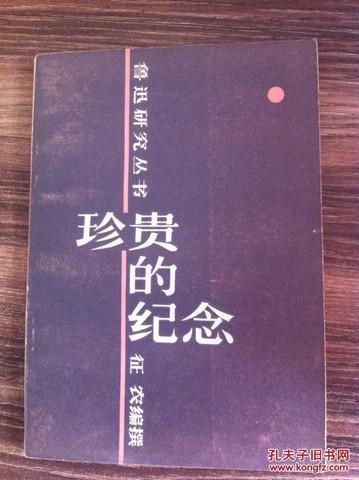 鲁迅研究丛书
珍贵
的
纪念
征 农编撰
孔夫子旧书网
www.kongfz.com